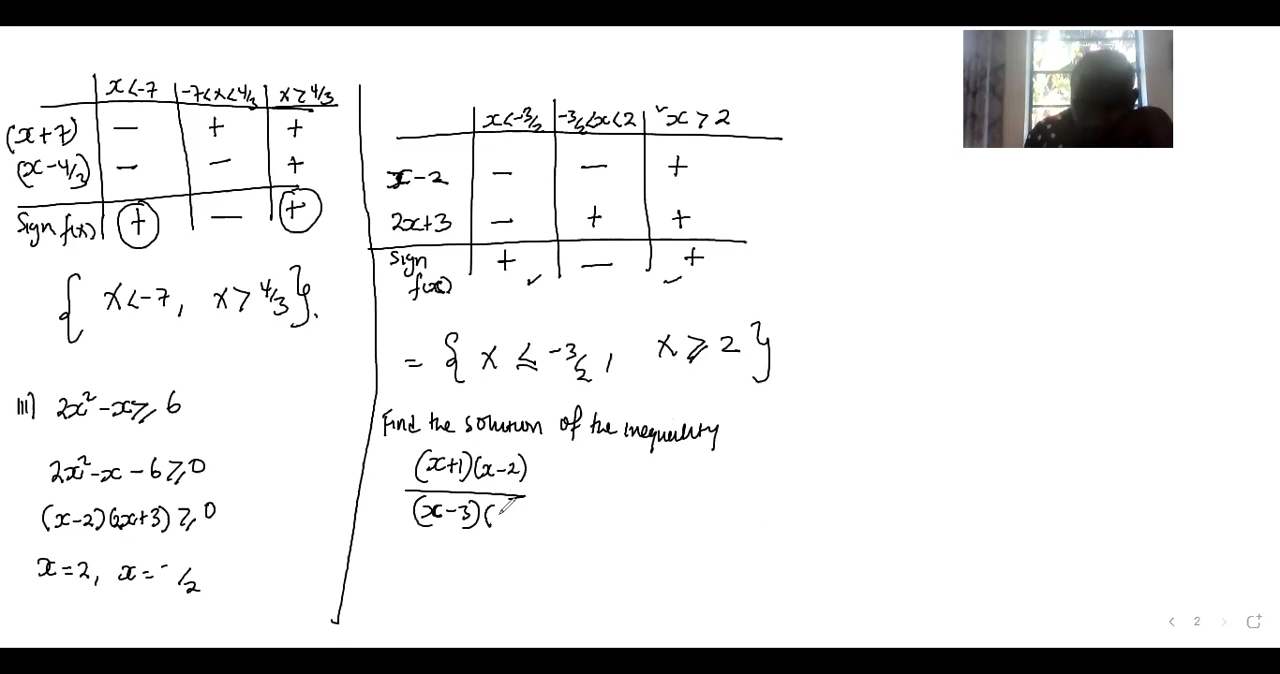 x<-7 -7<x<4/3 x≥4/3
(x+7) - + +
(x-4/3) - - +
Sign f(x) + - +
{ x<-7, x>4/3}.
iii) 2x²-x≥6
2x²-x-6≥0
(x-2)(2x+3)≥0
x=2, x=-/2
x<-3/2 -3/2<x<2 x>2
x-2 - - +
2x+3 - + +
Sign f(x) + - +
= { x ≤ -3/2, x ≥ 2 }
Find the solution of the inequality
(x+1)(x-2)
(x-3)(
2